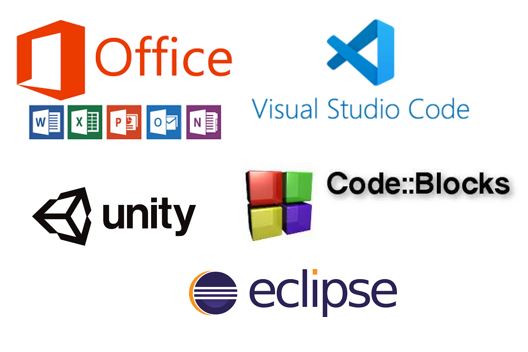 Office
W X P O N
Visual Studio Code
unity
Code::Blocks
eclipse